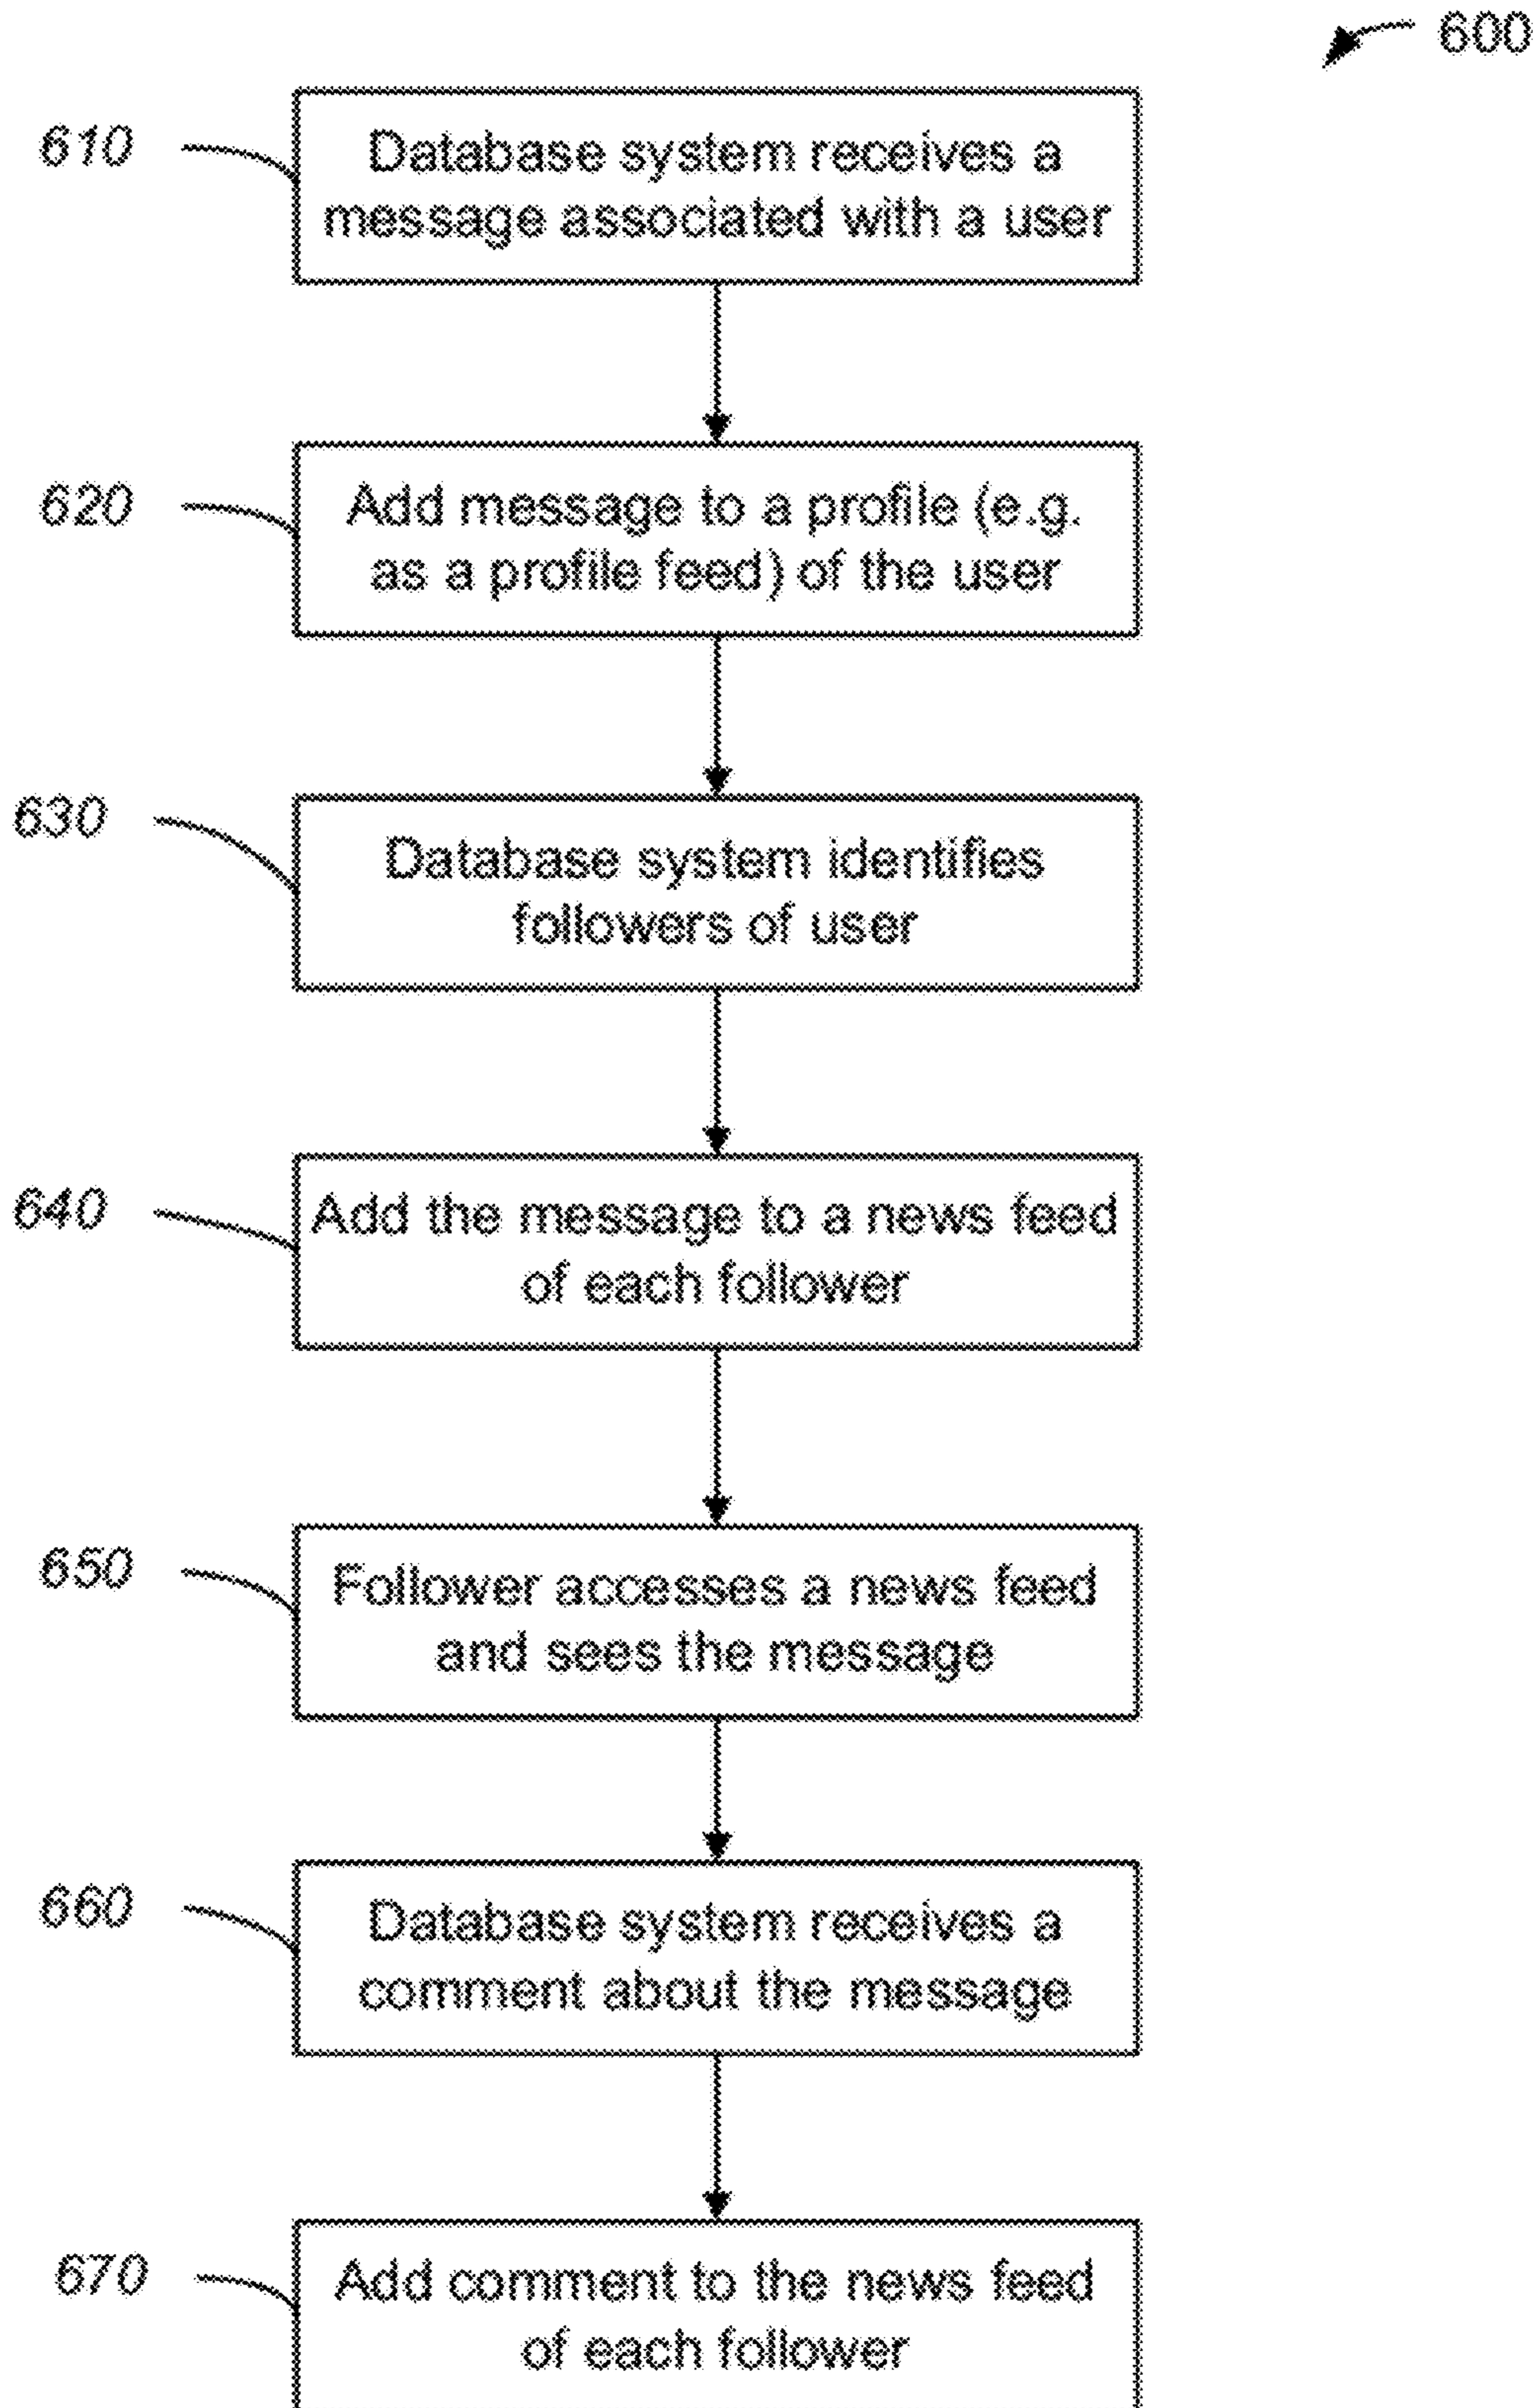 600
610
Database system receives a
message associated with a user
620
Add message to a profile (e.g.
as a profile feed) of the user
630
Database system identifies
followers of user
640
Add the message to a news feed
of each follower
650
Follower accesses a news feed
and sees the message
660
Database system receives a
comment about the message
670
Add comment to the news feed
of each follower